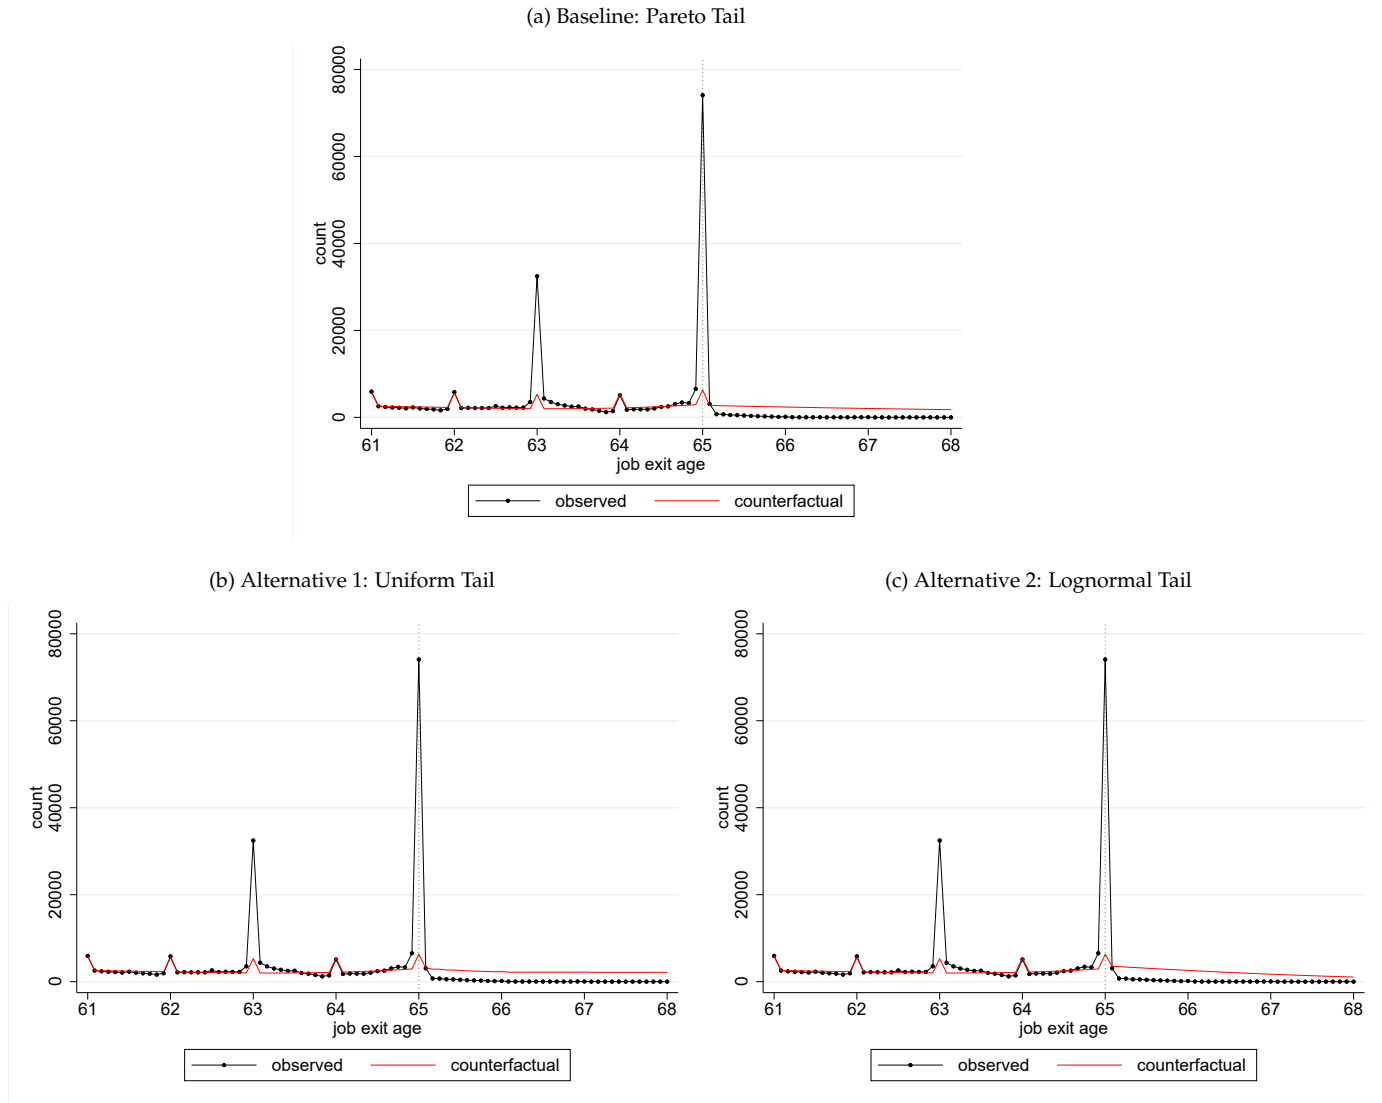 (a) Baseline: Pareto Tail
80000
60000
40000
20000
0
count
61 62 63 64 65 66 67 68
job exit age
observed counterfactual
(b) Alternative 1: Uniform Tail
80000
60000
40000
20000
0
count
61 62 63 64 65 66 67 68
job exit age
observed counterfactual
(c) Alternative 2: Lognormal Tail
80000
60000
40000
20000
0
count
61 62 63 64 65 66 67 68
job exit age
observed counterfactual